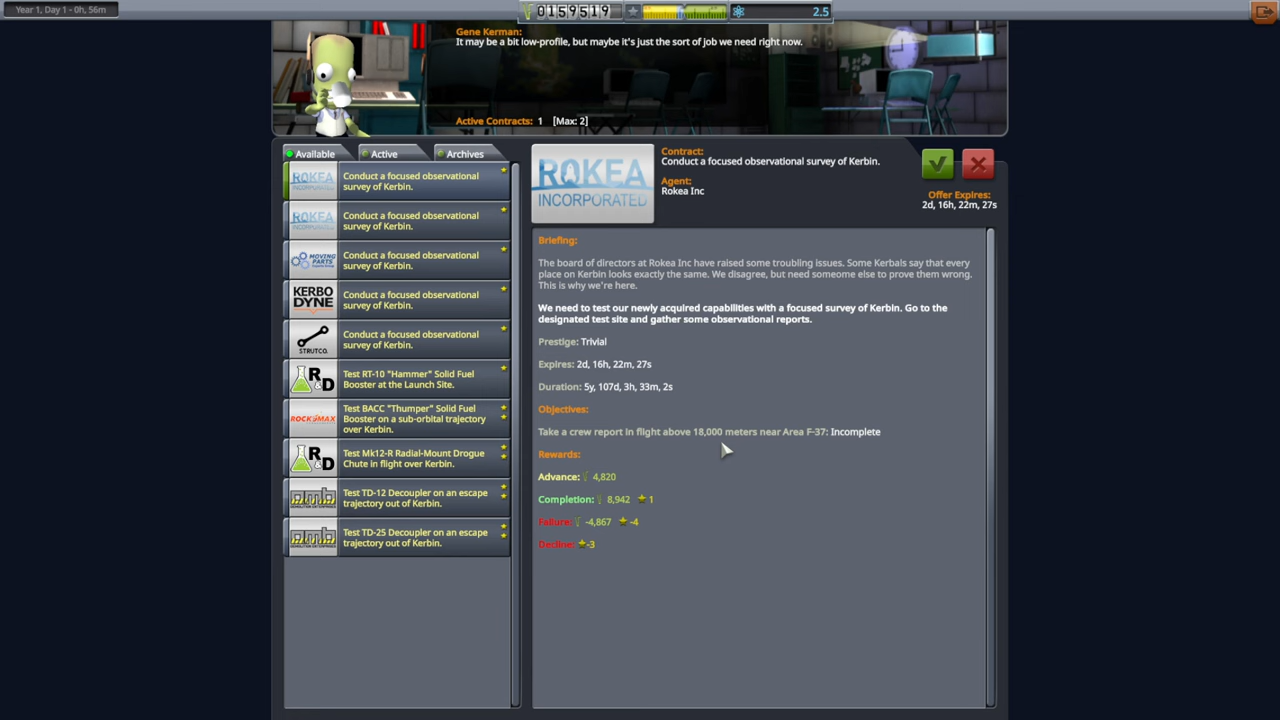 Year 1, Day 1 - 0h, 56m
0159519
2.5
Gene Kerman:
It may be a bit low-profile, but maybe it's just the sort of job we need right now.
Active Contracts: 1 [Max: 2]
Available
Active
Archives
ROKEA
Conduct a focused observational
survey of Kerbin.
ROKEA
Conduct a focused observational
survey of Kerbin.
MOVING
PARTS
Conduct a focused observational
survey of Kerbin.
KERBO
DYNE
Conduct a focused observational
survey of Kerbin.
STRUTCO.
Conduct a focused observational
survey of Kerbin.
R&D
Test RT-10 "Hammer" Solid Fuel
Booster at the Launch Site.
ROCKOMAX
Test BACC "Thumper" Solid Fuel
Booster on a sub-orbital trajectory
over Kerbin.
R&D
Test Mk12-R Radial-Mount Drogue
Chute in flight over Kerbin.
Test TD-12 Decoupler on an escape
trajectory out of Kerbin.
Test TD-25 Decoupler on an escape
trajectory out of Kerbin.
ROKEA
INCORPORATED
Contract:
Conduct a focused observational survey of Kerbin.
Agent:
Rokea Inc
Offer Expires:
2d, 16h, 22m, 27s
Briefing:
The board of directors at Rokea Inc have raised some troubling issues. Some Kerbals say that every
place on Kerbin looks exactly the same. We disagree, but need someone else to prove them wrong.
This is why we're here.
We need to test our newly acquired capabilities with a focused survey of Kerbin. Go to the
designated test site and gather some observational reports.
Prestige: Trivial
Expires: 2d, 16h, 22m, 27s
Duration: 5y, 107d, 3h, 33m, 2s
Objectives:
Take a crew report in flight above 18,000 meters near Area F-37: Incomplete
Rewards:
Advance: 4,820
Completion: 8,942 1
Failure: -4,867 -4
Decline: -3